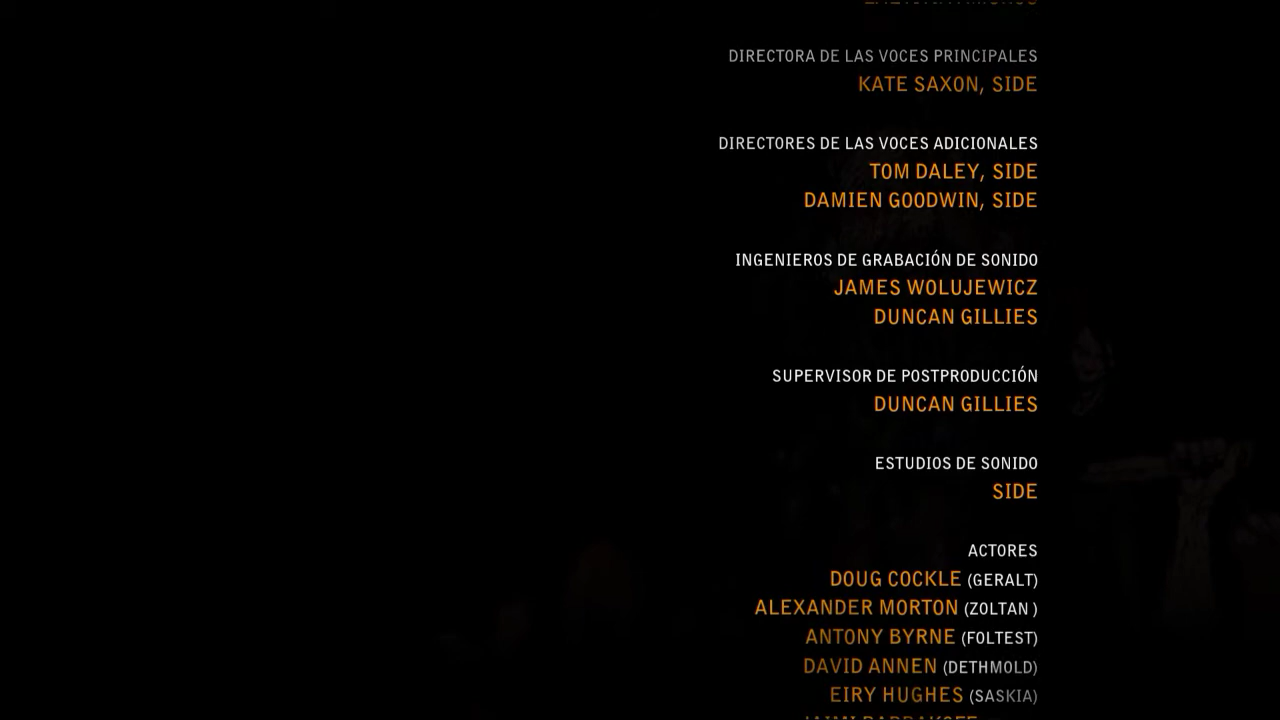 DIRECTORA DE LAS VOCES PRINCIPALES
KATE SAXON, SIDE
DIRECTORES DE LAS VOCES ADICIONALES
TOM DALEY, SIDE
DAMIEN GOODWIN, SIDE
INGENIEROS DE GRABACIÓN DE SONIDO
JAMES WOLUJEWICZ
DUNCAN GILLIES
SUPERVISOR DE POSTPRODUCCIÓN
DUNCAN GILLIES
ESTUDIOS DE SONIDO
SIDE
ACTORES
DOUG COCKLE (GERALT)
ALEXANDER MORTON (ZOLTAN )
ANTONY BYRNE (FOLTEST)
DAVID ANNEN (DETHMOLD)
EIRY HUGHES (SASKIA)